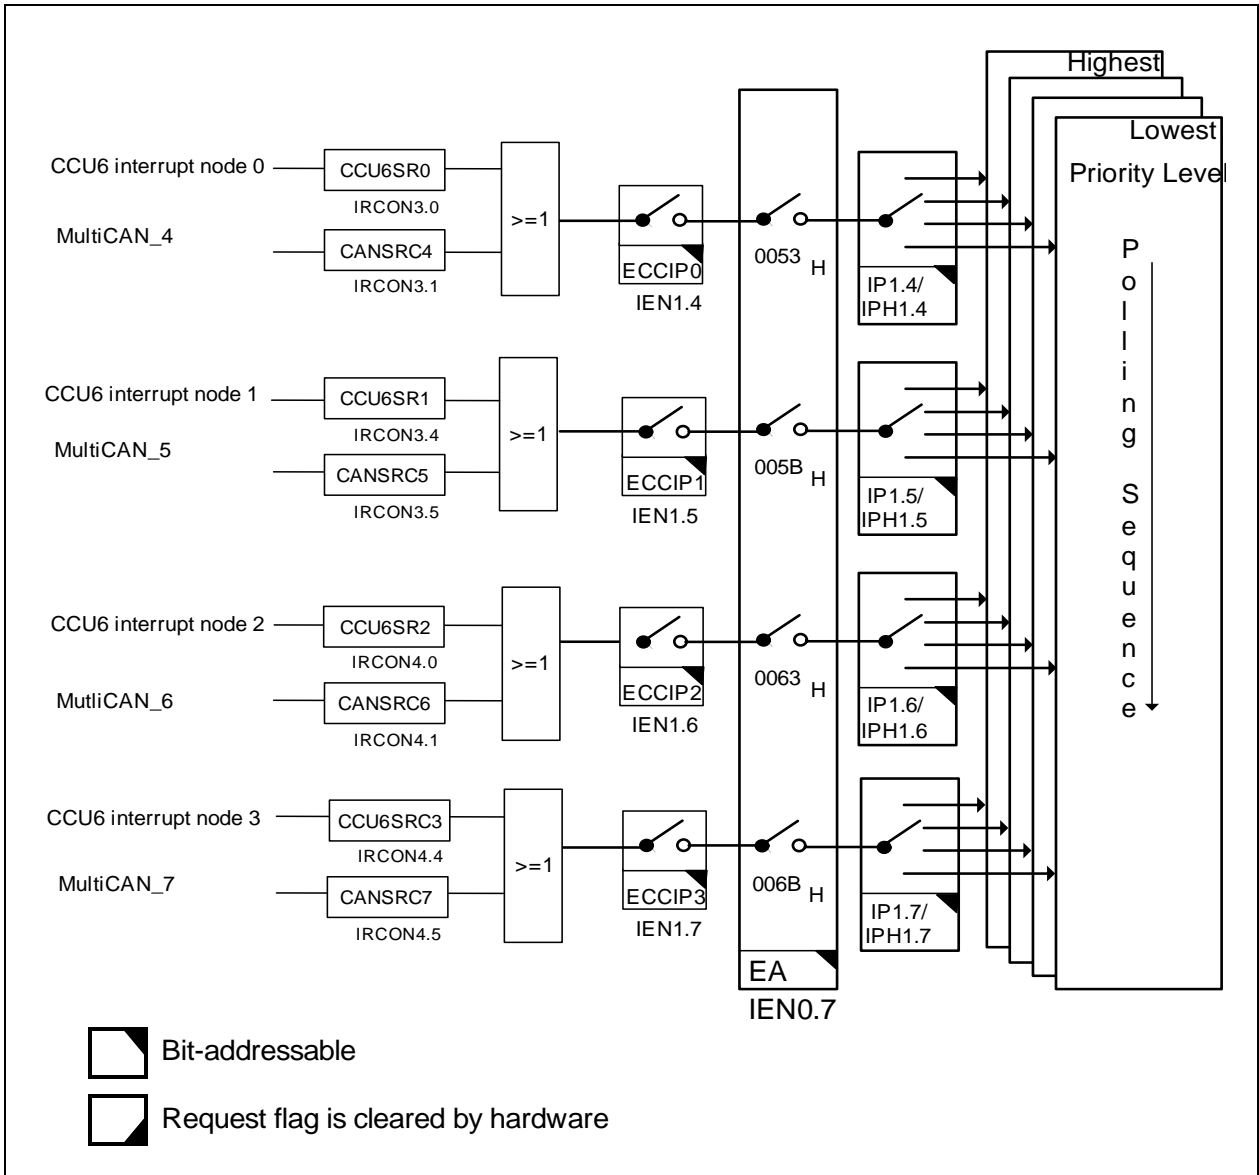 Highest
Lowest
Priority Level
CCU6 interrupt node 0
CCU6SR0
IRCON3.0
MultiCAN_4
CANSRC4
IRCON3.1
>=1
ECCIP0
IEN1.4
0053 H
IP1.4/
IPH1.4
CCU6 interrupt node 1
CCU6SR1
IRCON3.4
MultiCAN_5
CANSRC5
IRCON3.5
>=1
ECCIP1
IEN1.5
005B H
IP1.5/
IPH1.5
CCU6 interrupt node 2
CCU6SR2
IRCON4.0
MutliCAN_6
CANSRC6
IRCON4.1
>=1
ECCIP2
IEN1.6
0063 H
IP1.6/
IPH1.6
CCU6 interrupt node 3
CCU6SRC3
IRCON4.4
MultiCAN_7
CANSRC7
IRCON4.5
>=1
ECCIP3
IEN1.7
006B H
IP1.7/
IPH1.7
EA
IEN0.7
Polling Sequence
Bit-addressable
Request flag is cleared by hardware